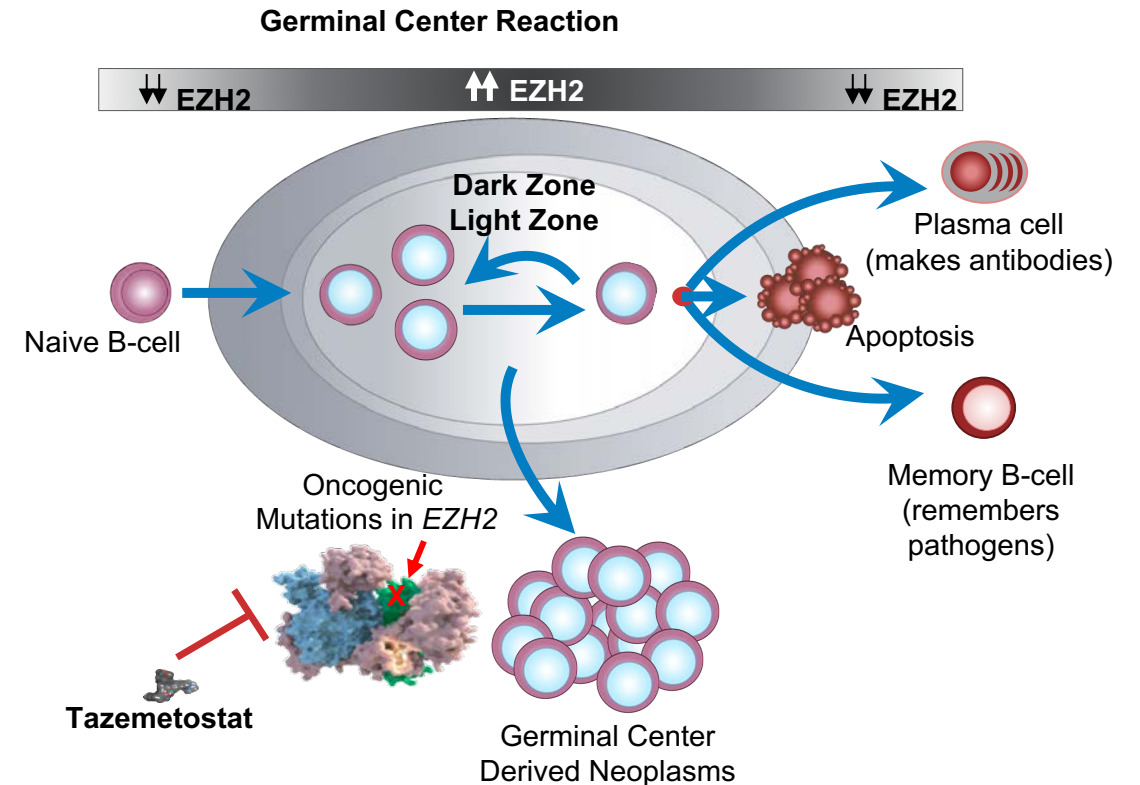 Germinal Center Reaction
EZH2
EZH2
EZH2
Dark Zone
Light Zone
Naive B-cell
Plasma cell
(makes antibodies)
Apoptosis
Memory B-cell
(remembers
pathogens)
Oncogenic
Mutations in EZH2
X
Tazemetostat
Germinal Center
Derived Neoplasms